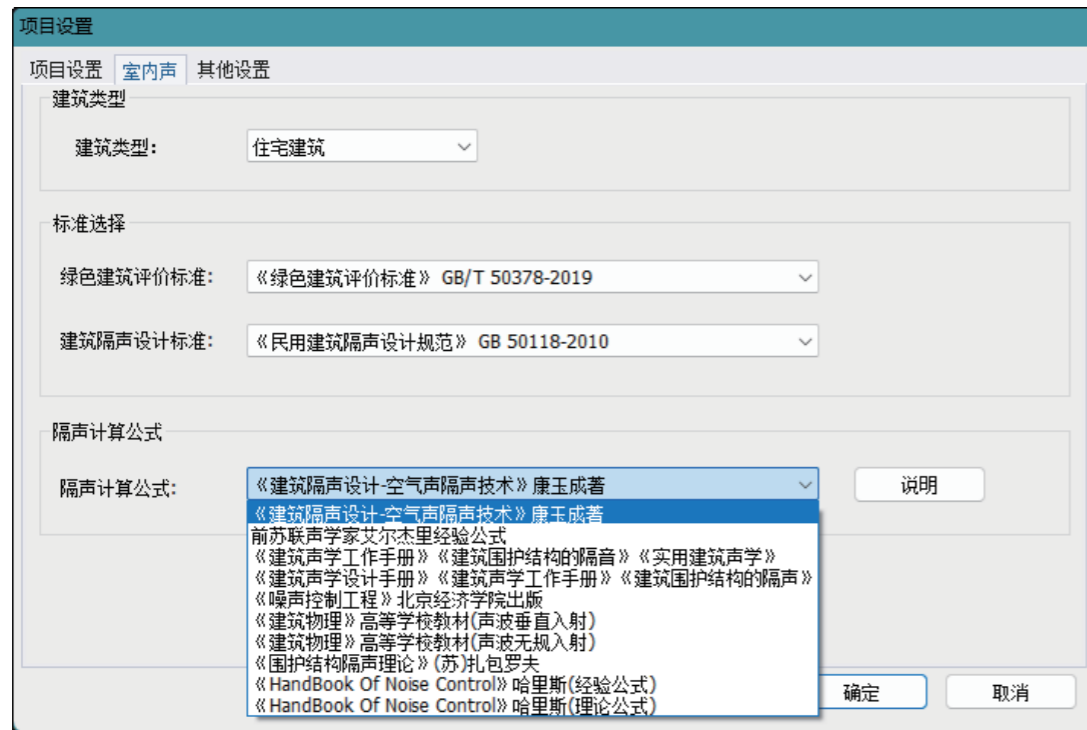 项目设置
项目设置 室内声 其他设置
建筑类型
建筑类型: 住宅建筑
标准选择
绿色建筑评价标准: 《绿色建筑评价标准》 GB/T 50378-2019
建筑隔声设计标准: 《民用建筑隔声设计规范》 GB 50118-2010
隔声计算公式
隔声计算公式: 《建筑隔声设计-空气声隔声技术》康玉成著 说明
《建筑隔声设计-空气声隔声技术》康玉成著
前苏联声学家艾尔杰里经验公式
《建筑声学工作手册》《建筑围护结构的隔音》《实用建筑声学》
《建筑声学设计手册》《建筑声学工作手册》《建筑围护结构的隔声》
《噪声控制工程》北京经济学院出版
《建筑物理》高等学校教材(声波垂直入射)
《建筑物理》高等学校教材(声波无规入射)
《围护结构隔声理论》(苏)扎包罗夫
《HandBook Of Noise Control》哈里斯(经验公式)
《HandBook Of Noise Control》哈里斯(理论公式)
确定 取消